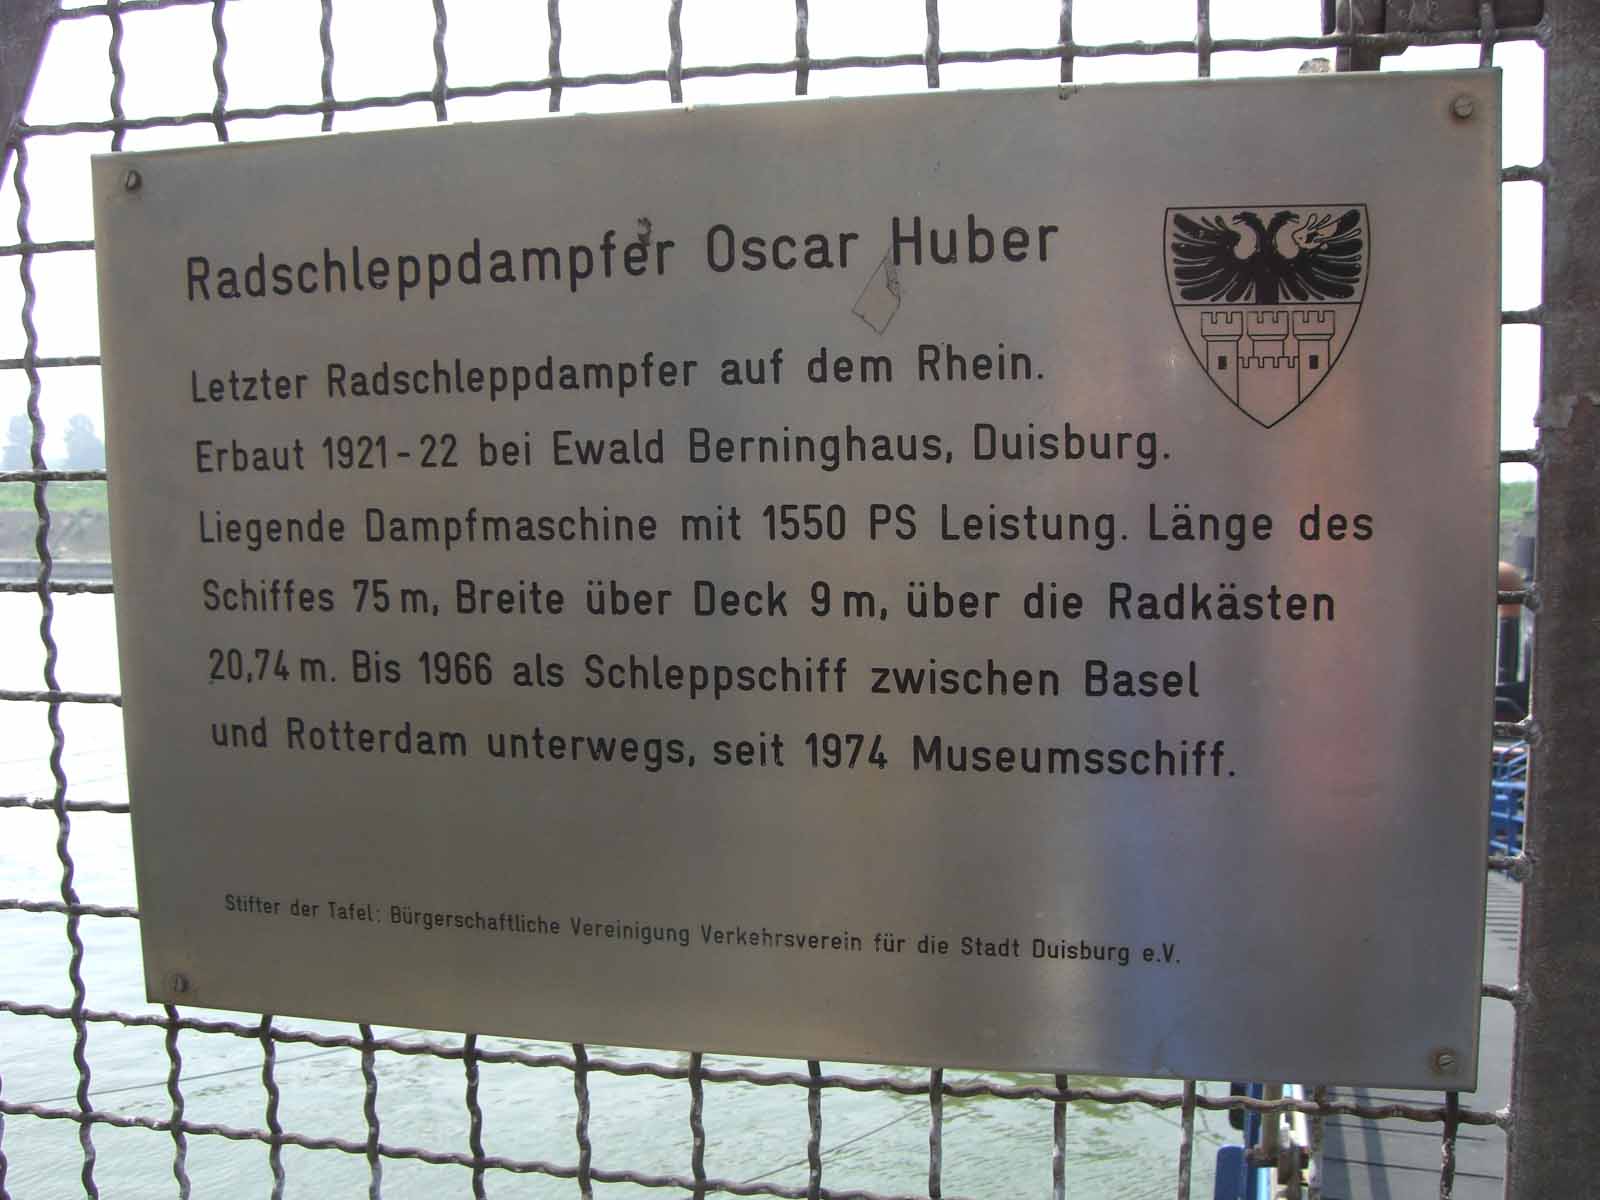 Radschleppdampfer Oscar Huber
Letzter Radschleppdampfer auf dem Rhein.
Erbaut 1921-22 bei Ewald Berninghaus, Duisburg.
Liegende Dampfmaschine mit 1550 PS Leistung. Länge des
Schiffes 75 m, Breite über Deck 9 m, über die Radkästen
20,74 m. Bis 1966 als Schleppschiff zwischen Basel
und Rotterdam unterwegs, seit 1974 Museumsschiff.
Stifter der Tafel: Bürgerschaftliche Vereinigung Verkehrsverein für die Stadt Duisburg e.V.